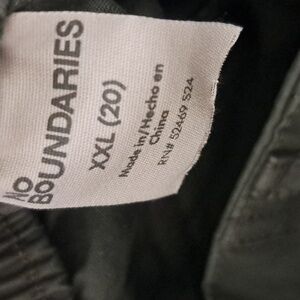 NO
BOUNDARIES
XXL (20)
Made in/Hecho en
China
RN# 52469 S24